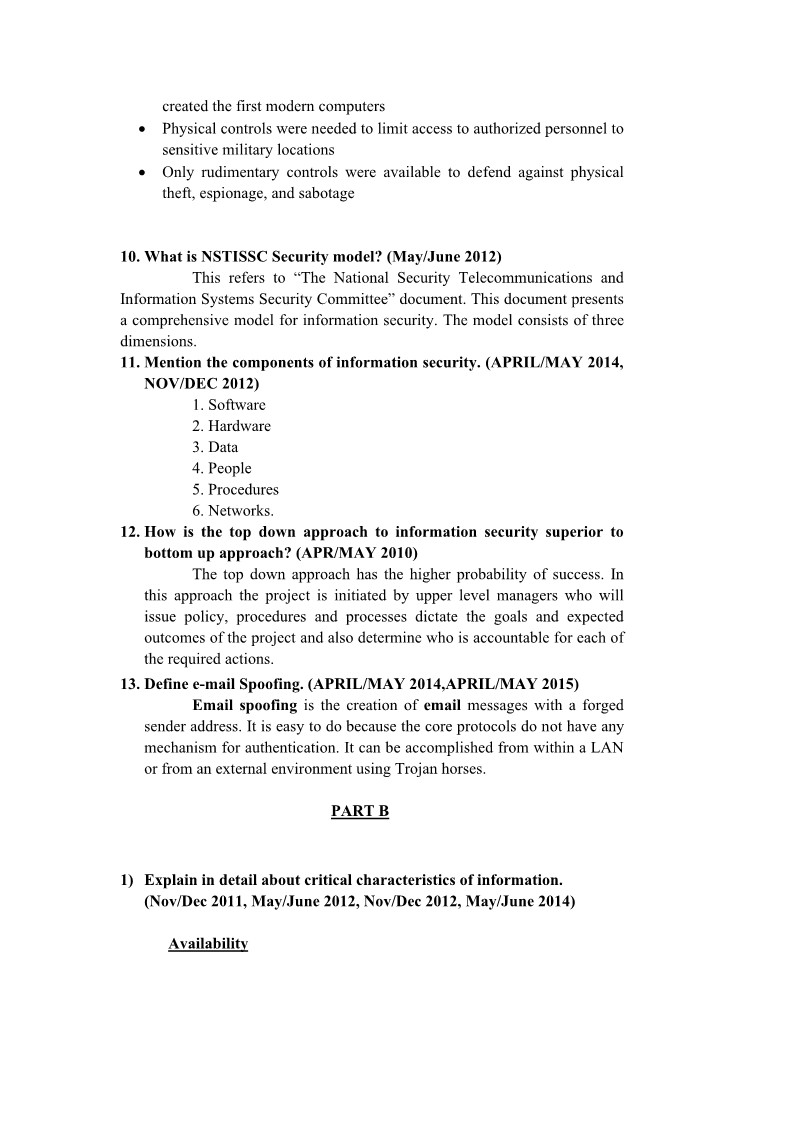 created the first modern computers
• Physical controls were needed to limit access to authorized personnel to
sensitive military locations
• Only rudimentary controls were available to defend against physical
theft, espionage, and sabotage
10. What is NSTISSC Security model? (May/June 2012)
This refers to “The National Security Telecommunications and
Information Systems Security Committee” document. This document presents
a comprehensive model for information security. The model consists of three
dimensions.
11. Mention the components of information security. (APRIL/MAY 2014,
NOV/DEC 2012)
1. Software
2. Hardware
3. Data
4. People
5. Procedures
6. Networks.
12. How is the top down approach to information security superior to
bottom up approach? (APR/MAY 2010)
The top down approach has the higher probability of success. In
this approach the project is initiated by upper level managers who will
issue policy, procedures and processes dictate the goals and expected
outcomes of the project and also determine who is accountable for each of
the required actions.
13. Define e-mail Spoofing. (APRIL/MAY 2014,APRIL/MAY 2015)
Email spoofing is the creation of email messages with a forged
sender address. It is easy to do because the core protocols do not have any
mechanism for authentication. It can be accomplished from within a LAN
or from an external environment using Trojan horses.
PART B
1) Explain in detail about critical characteristics of information.
(Nov/Dec 2011, May/June 2012, Nov/Dec 2012, May/June 2014)
Availability